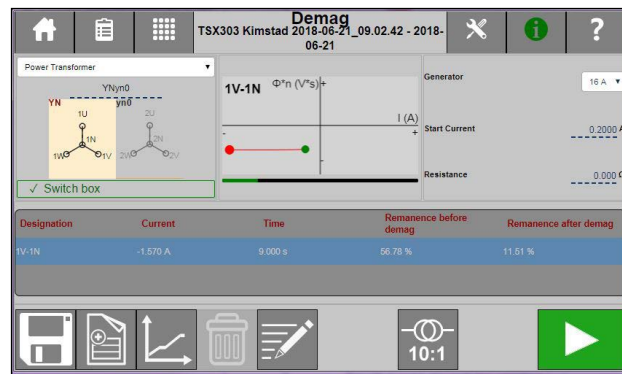 Demag
TSX303 Kimstad 2018-06-21_09.02.42 - 2018-
06-21
i
?
Power Transformer
YNyn0
YN
yn0
1U
1N
1W
1V
2U
2N
2W
2V
✓ Switch box
1V-1N
Φ*n (V*s)
+
I (A)
-
+
-
Generator
16 A
Start Current
0.2000 A
Resistance
0.000 Ω
Designation
Current
Time
Remanence before
demag
Remanence after demag
1V-1N
-1.570 A
9.000 s
56.78 %
11.51 %
10:1